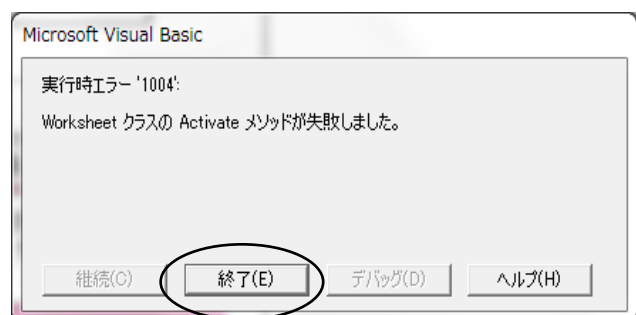 Microsoft Visual Basic
実行時エラー '1004':
Worksheet クラスの Activate メソッドが失敗しました。
継続(C) 終了(E) デバッグ(D) ヘルプ(H)